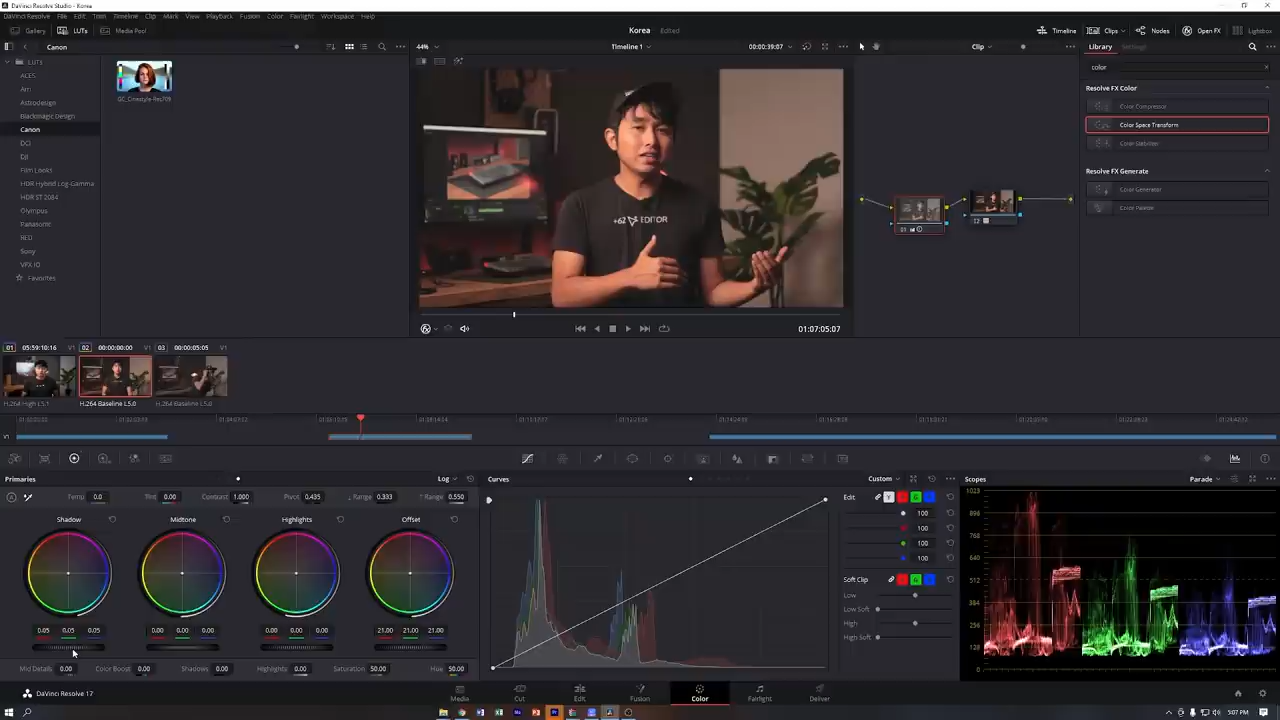 DaVinci Resolve Studio - Korea
DaVinci Resolve File Edit Trim Timeline Clip Mark View Playback Fusion Color Fairlight Workspace Help
Gallery LUTs Media Pool Korea Edited Timeline Clips Nodes Open FX Lightbox
Canon 44% Timeline 1 00:00:39:07 Clip Library Settings
LUTs
color
ACES
Arri
Astrodesign
Blackmagic Design
Canon
DCI
DJI
Film Looks
HDR Hybrid Log-Gamma
HDR ST 2084
Olympus
Panasonic
RED
Sony
VFX IO
Favorites
GC_Cinestyle-Rec709
+62 EDITOR
01
02
Resolve FX Color
Color Compressor
Color Space Transform
Color Stabilizer
Resolve FX Generate
Color Generator
Color Palette
01:07:05:07
01 05:59:10:16 V1 02 00:00:00:00 V1 03 00:00:05:05 V1
H.264 High L5.1 H.264 Baseline L5.0 H.264 Baseline L5.0
V1
Primaries Log Curves Custom Scopes Parade
Temp 0.0 Tint 0.00 Contrast 1.000 Pivot 0.435 Range 0.333 Range 0.550
Shadow Midtone Highlights Offset
0.05 0.05 0.05 0.00 0.00 0.00 0.00 0.00 0.00 21.00 21.00 21.00
Mid Details 0.00 Color Boost 0.00 Shadows 0.00 Highlights 0.00 Saturation 50.00 Hue 50.00
Edit Y
100
100
100
100
Soft Clip
Low
Low Soft
High
High Soft
1023
896
768
640
512
384
256
128
0
DaVinci Resolve 17
Media Cut Edit Fusion Color Fairlight Deliver
5:07 PM